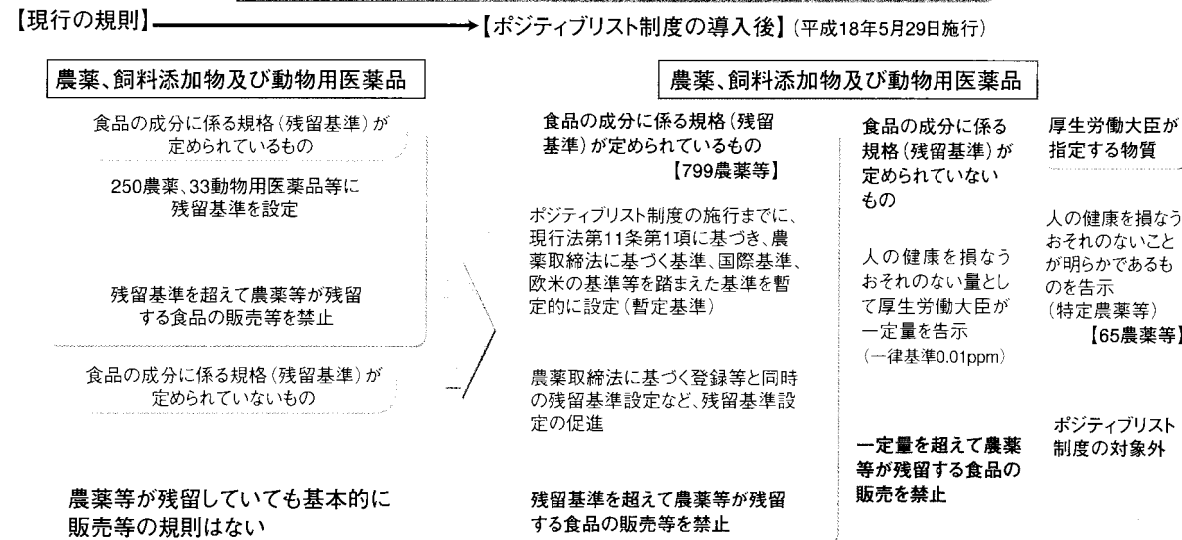 【現行の規則】
【ポジティブリスト制度の導入後】(平成18年5月29日施行)
農薬、飼料添加物及び動物用医薬品
食品の成分に係る規格(残留基準)が
定められているもの
250農薬、33動物用医薬品等に
残留基準を設定
残留基準を超えて農薬等が残留
する食品の販売等を禁止
食品の成分に係る規格(残留基準)が
定められていないもの
農薬等が残留していても基本的に
販売等の規則はない
農薬、飼料添加物及び動物用医薬品
食品の成分に係る規格(残留
基準)が定められているもの
【799農薬等】
ポジティブリスト制度の施行までに、
現行法第11条第1項に基づき、農
薬取締法に基づく基準、国際基準、
欧米の基準等を踏まえた基準を暫
定的に設定(暫定基準)
農薬取締法に基づく登録等と同時
の残留基準設定など、残留基準設
定の促進
残留基準を超えて農薬等が残留
する食品の販売等を禁止
食品の成分に係る
規格(残留基準)が
定められていない
もの
人の健康を損なう
おそれのない量とし
て厚生労働大臣が
一定量を告示
(一律基準0.01ppm)
一定量を超えて農薬
等が残留する食品の
販売を禁止
厚生労働大臣が
指定する物質
人の健康を損なう
おそれのないこと
が明らかであるも
のを告示
(特定農薬等)
【65農薬等】
ポジティブリスト
制度の対象外